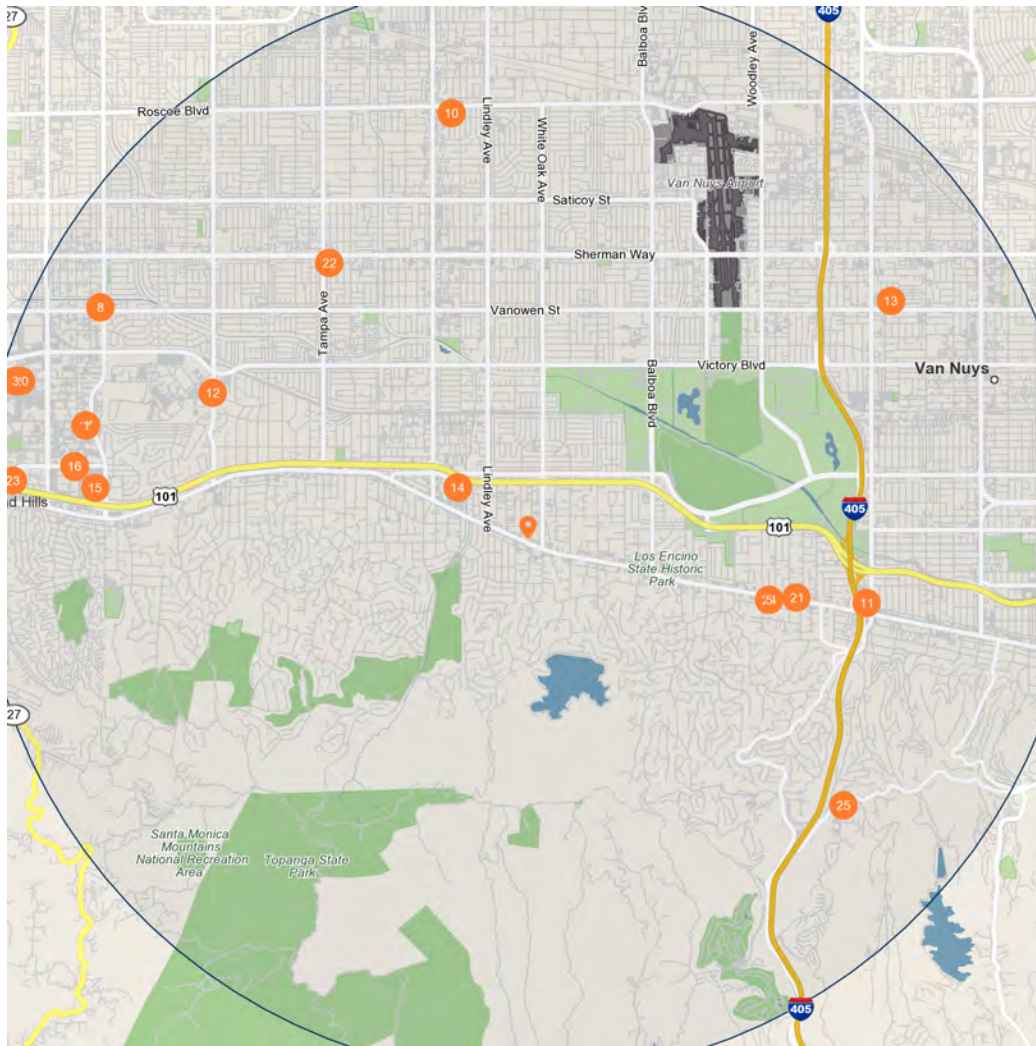 27
405
Balboa Blv
Woodley Ave
Roscoe Blvd
10
Lindley Ave
White Oak Ave
Van Nuys Airport
Saticoy St
Sherman Way
22
8
Tampa Ave
Vanowen St
13
Victory Blvd
Balboa Blvd
Van Nuys
12
16
23
15
101
d Hills
14
Lindley Ave
405
101
Los Encino
State Historic
Park
21
11
27
25
Santa Monica
Mountains
National Recreation
Area
Topanga State
Park
405